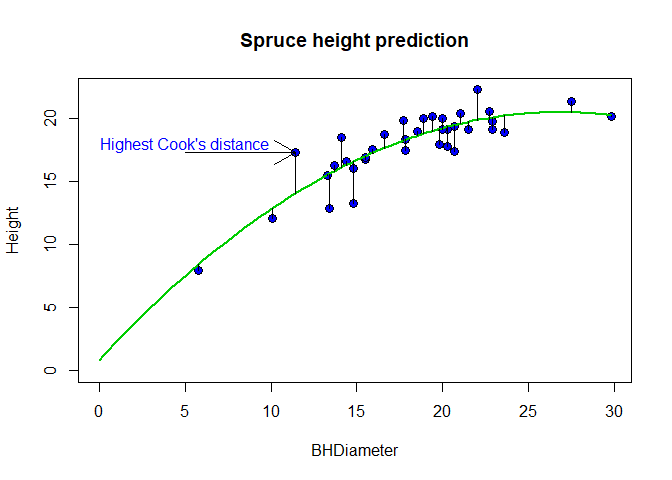 Spruce height prediction
Highest Cook's distance
Height
0
5
10
15
20
0 5 10 15 20 25 30
BHDiameter